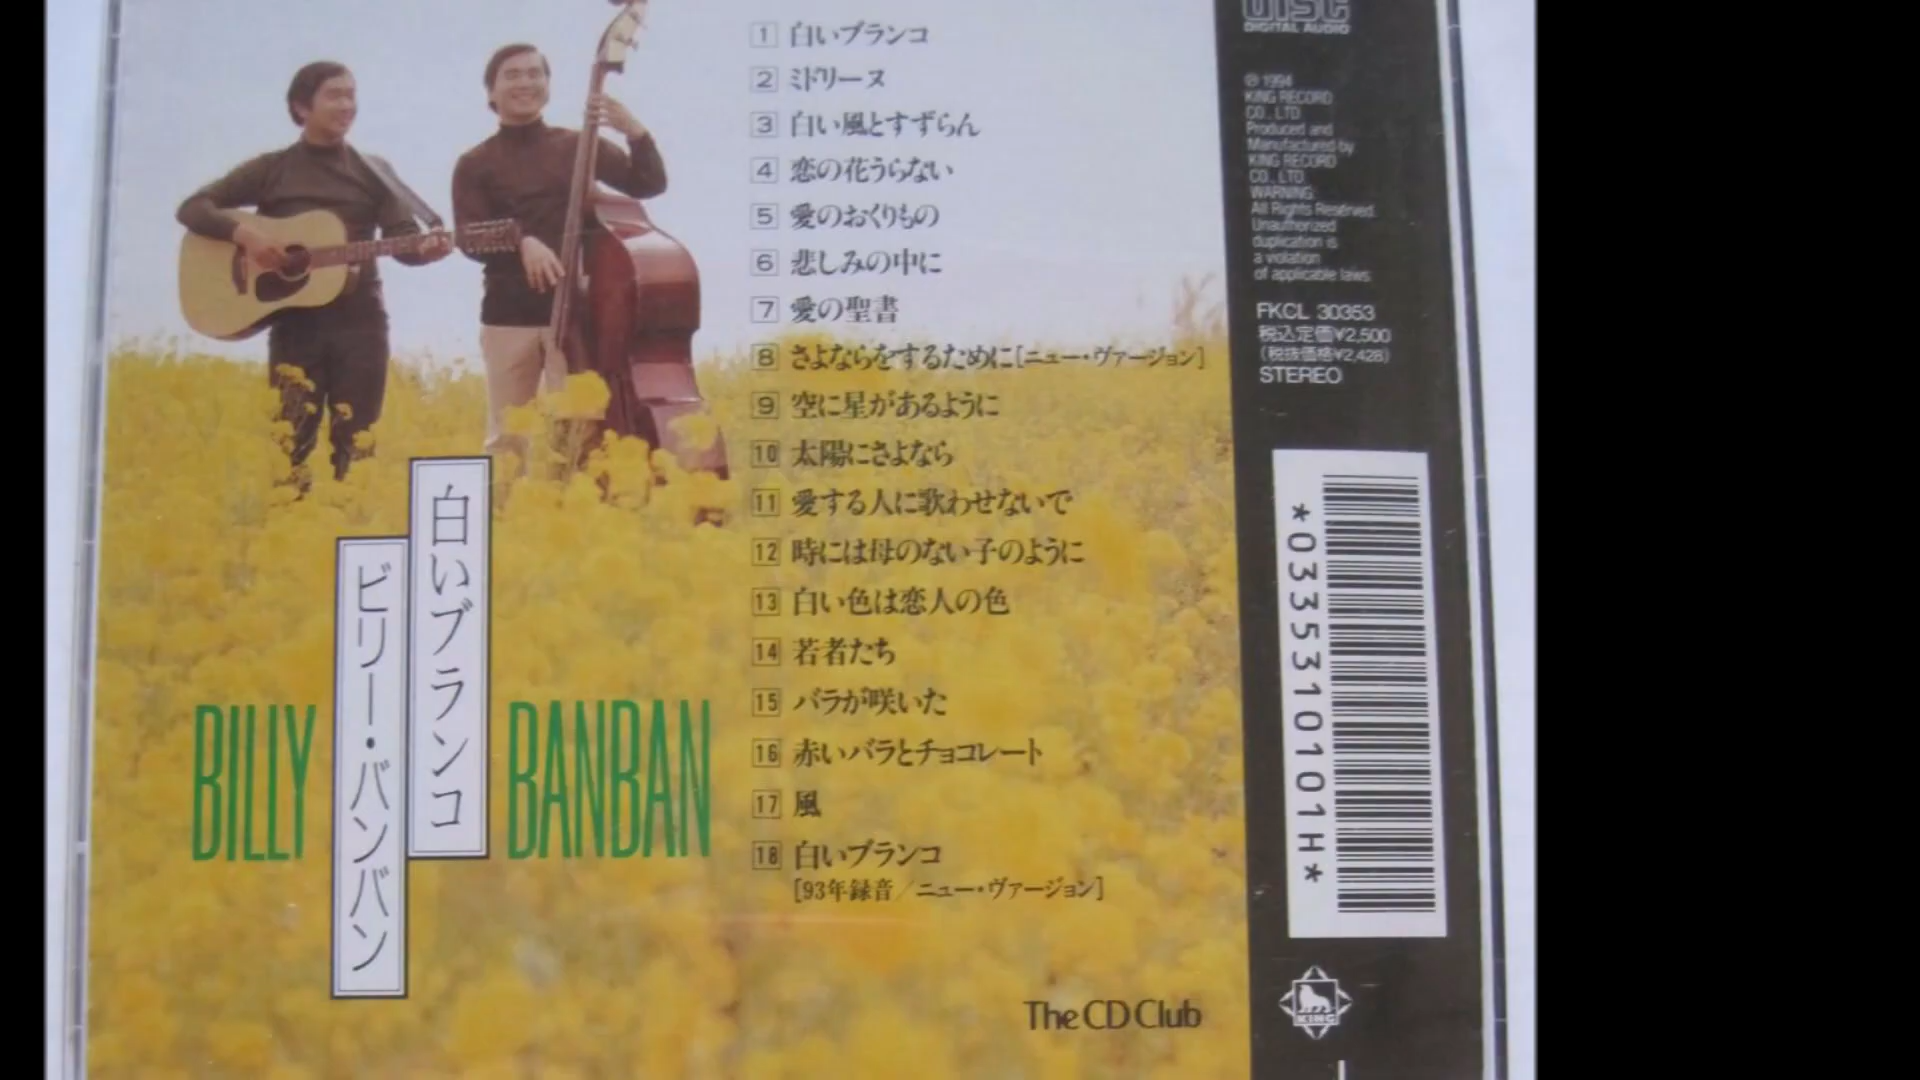 1 白いブランコ
2 ミドリーヌ
3 白い風とすずらん
4 恋の花うらない
5 愛のおくりもの
6 悲しみの中に
7 愛の聖書
8 さよならをするために[ニュー・ヴァージョン]
9 空に星があるように
10 太陽にさよなら
11 愛する人に歌わせないで
12 時には母のない子のように
13 白い色は恋人の色
14 若者たち
15 バラが咲いた
16 赤いバラとチョコレート
17 風
18 白いブランコ
[93年録音/ニュー・ヴァージョン]
白いブランコ
ビリー・バンバン
BILLY BANBAN
The CD Club
DISC
DIGITAL AUDIO
℗ 1994
KING RECORD
CO., LTD.
Produced and
Manufactured by
KING RECORD
CO., LTD.
WARNING:
All Rights Reserved.
Unauthorized
duplication is
a violation
of applicable laws.
FKCL 30353
税込定価¥2,500
(税抜価格¥2,428)
STEREO
*033531010１H*
KING